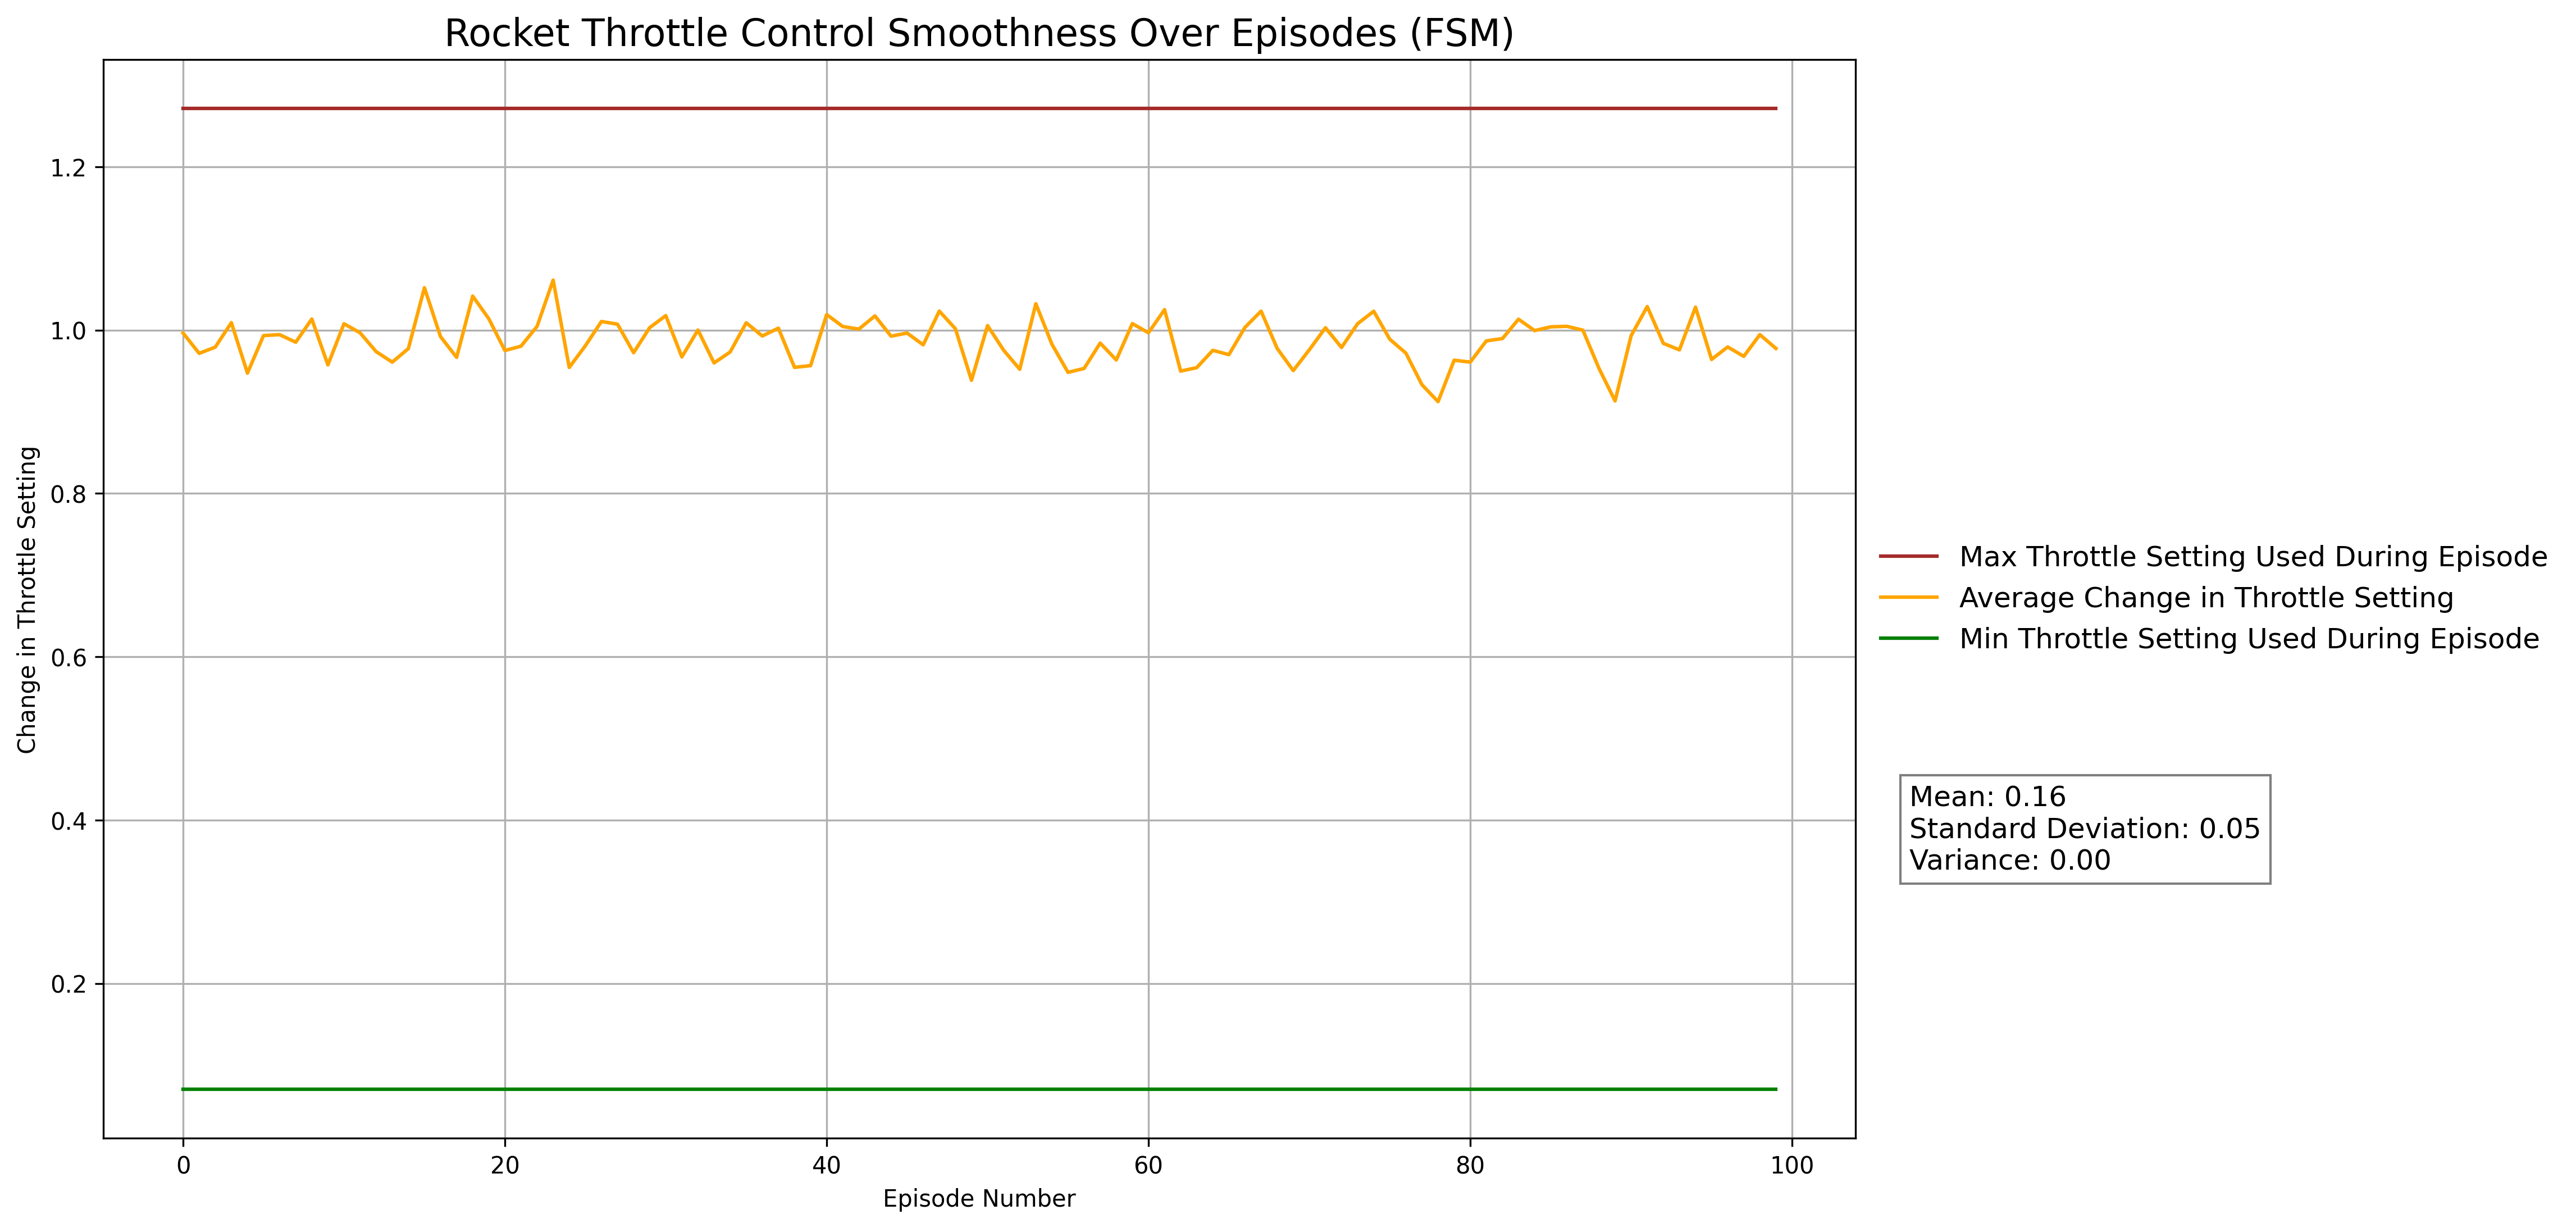 Rocket Throttle Control Smoothness Over Episodes (FSM)
Change in Throttle Setting
1.2
1.0
0.8
0.6
0.4
0.2
0
20
40
60
80
100
Episode Number
Max Throttle Setting Used During Episode
Average Change in Throttle Setting
Min Throttle Setting Used During Episode
Mean: 0.16
Standard Deviation: 0.05
Variance: 0.00